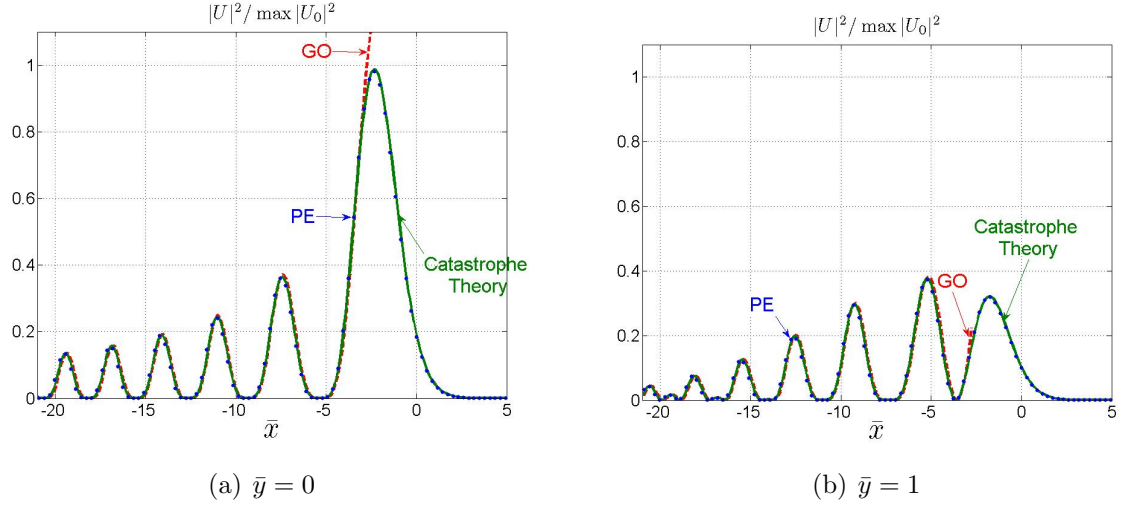 |U|²/ max |U₀|²
GO
PE
Catastrophe
Theory
1
0.8
0.6
0.4
0.2
0
-20 -15 -10 -5 0 5
x̄
(a) ȳ = 0
|U|²/ max |U₀|²
Catastrophe
Theory
GO
PE
1
0.8
0.6
0.4
0.2
0
-20 -15 -10 -5 0 5
x̄
(b) ȳ = 1